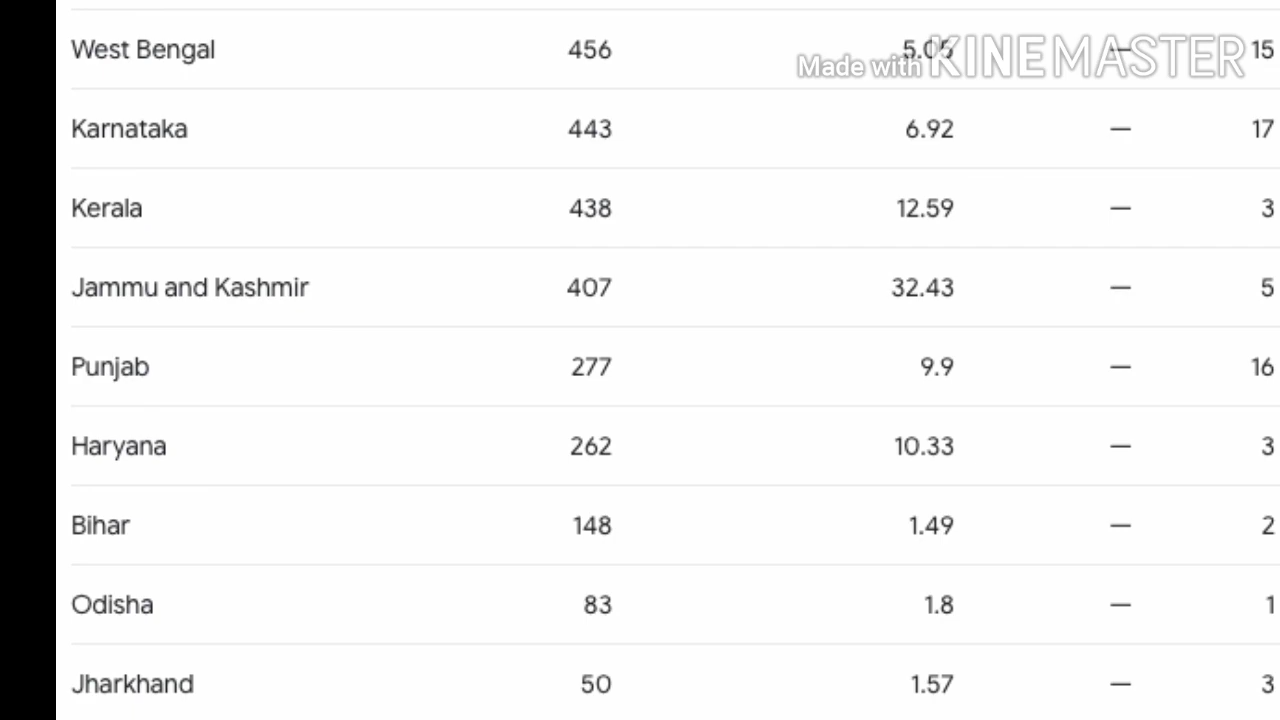 West Bengal 456 5.05 — 15
Made with KINEMASTER
Karnataka 443 6.92 — 17
Kerala 438 12.59 — 3
Jammu and Kashmir 407 32.43 — 5
Punjab 277 9.9 — 16
Haryana 262 10.33 — 3
Bihar 148 1.49 — 2
Odisha 83 1.8 — 1
Jharkhand 50 1.57 — 3